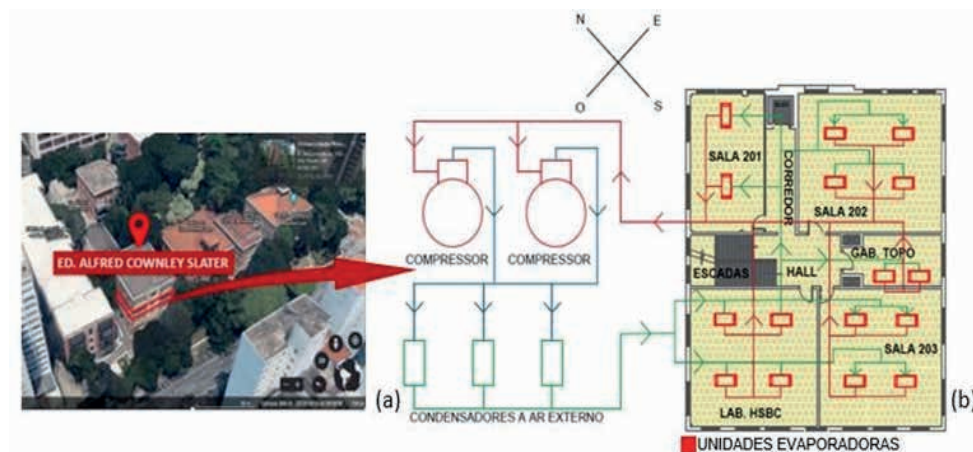 ED. ALFRED COWNLEY SLATER
(a)
N
E
O
S
COMPRESSOR
COMPRESSOR
CONDENSADORES A AR EXTERNO
SALA 201
CORREDOR
SALA 202
ESCADAS
HALL
GAB. TOPO
SALA 203
LAB. HSBC
(b)
UNIDADES EVAPORADORAS